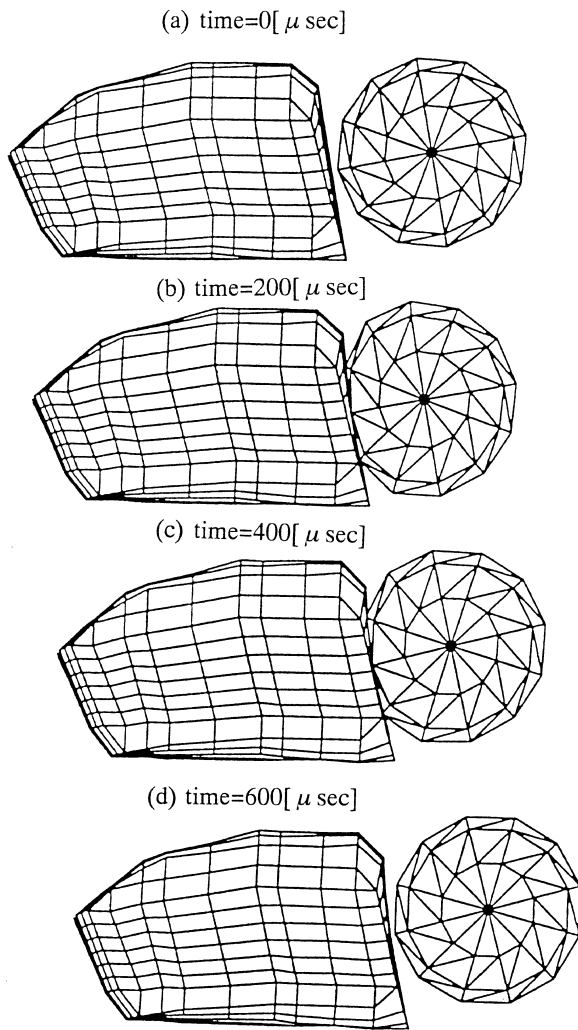 (a) time=0[ μ sec]
(b) time=200[ μ sec]
(c) time=400[ μ sec]
(d) time=600[ μ sec]